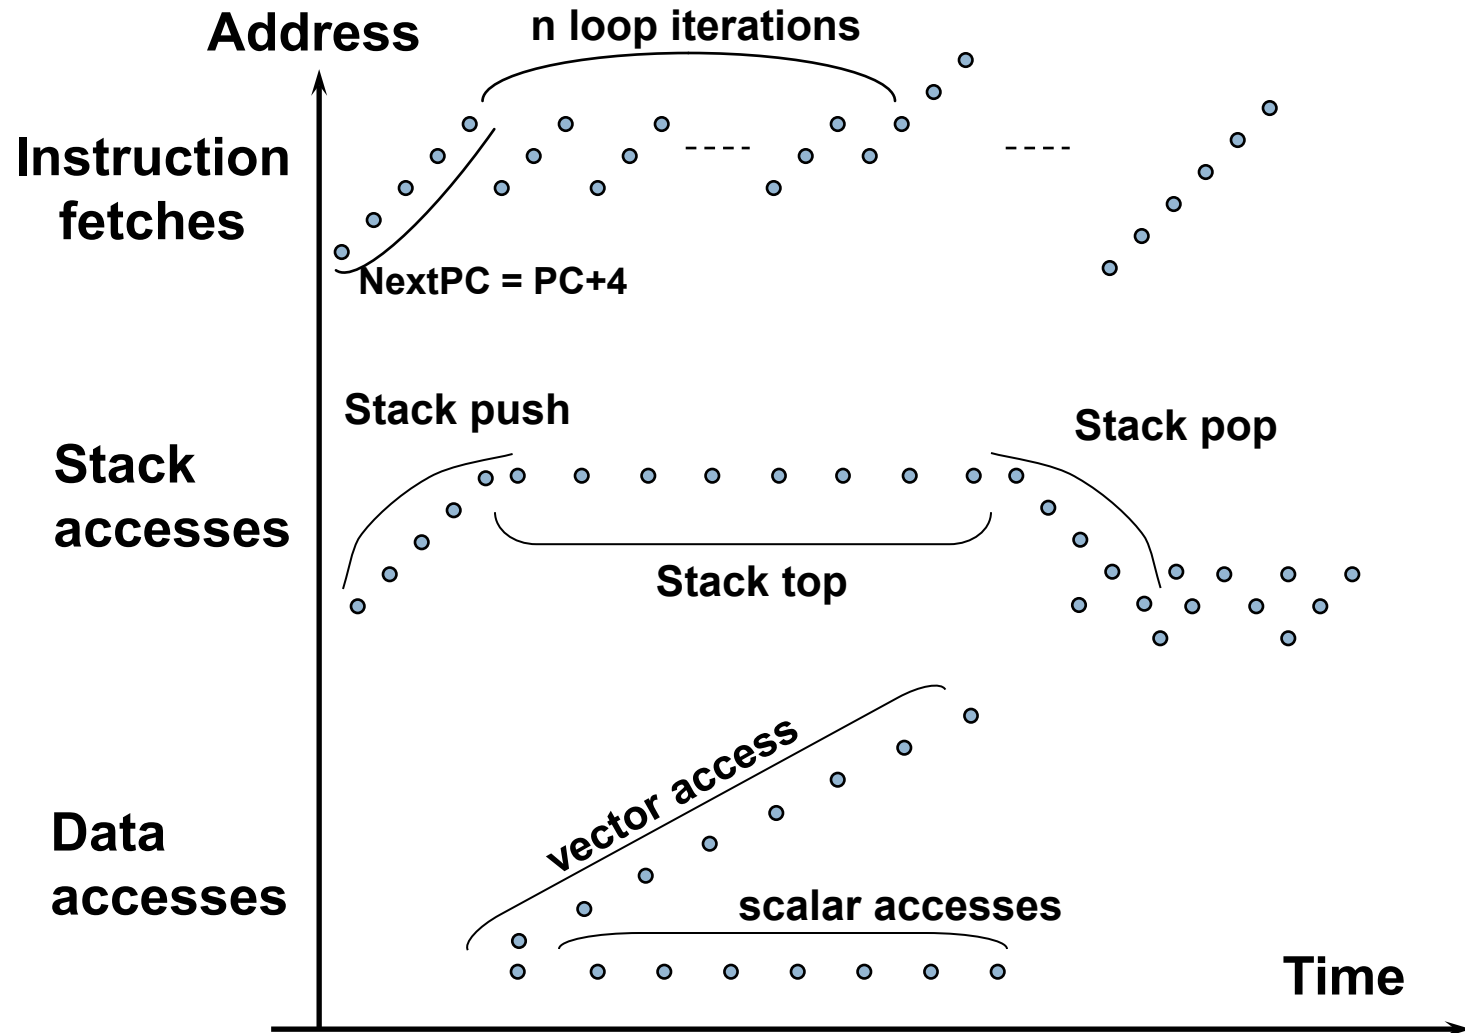 Address
n loop iterations
Instruction
fetches
NextPC = PC+4
Stack push
Stack pop
Stack
accesses
Stack top
vector access
Data
accesses
scalar accesses
Time